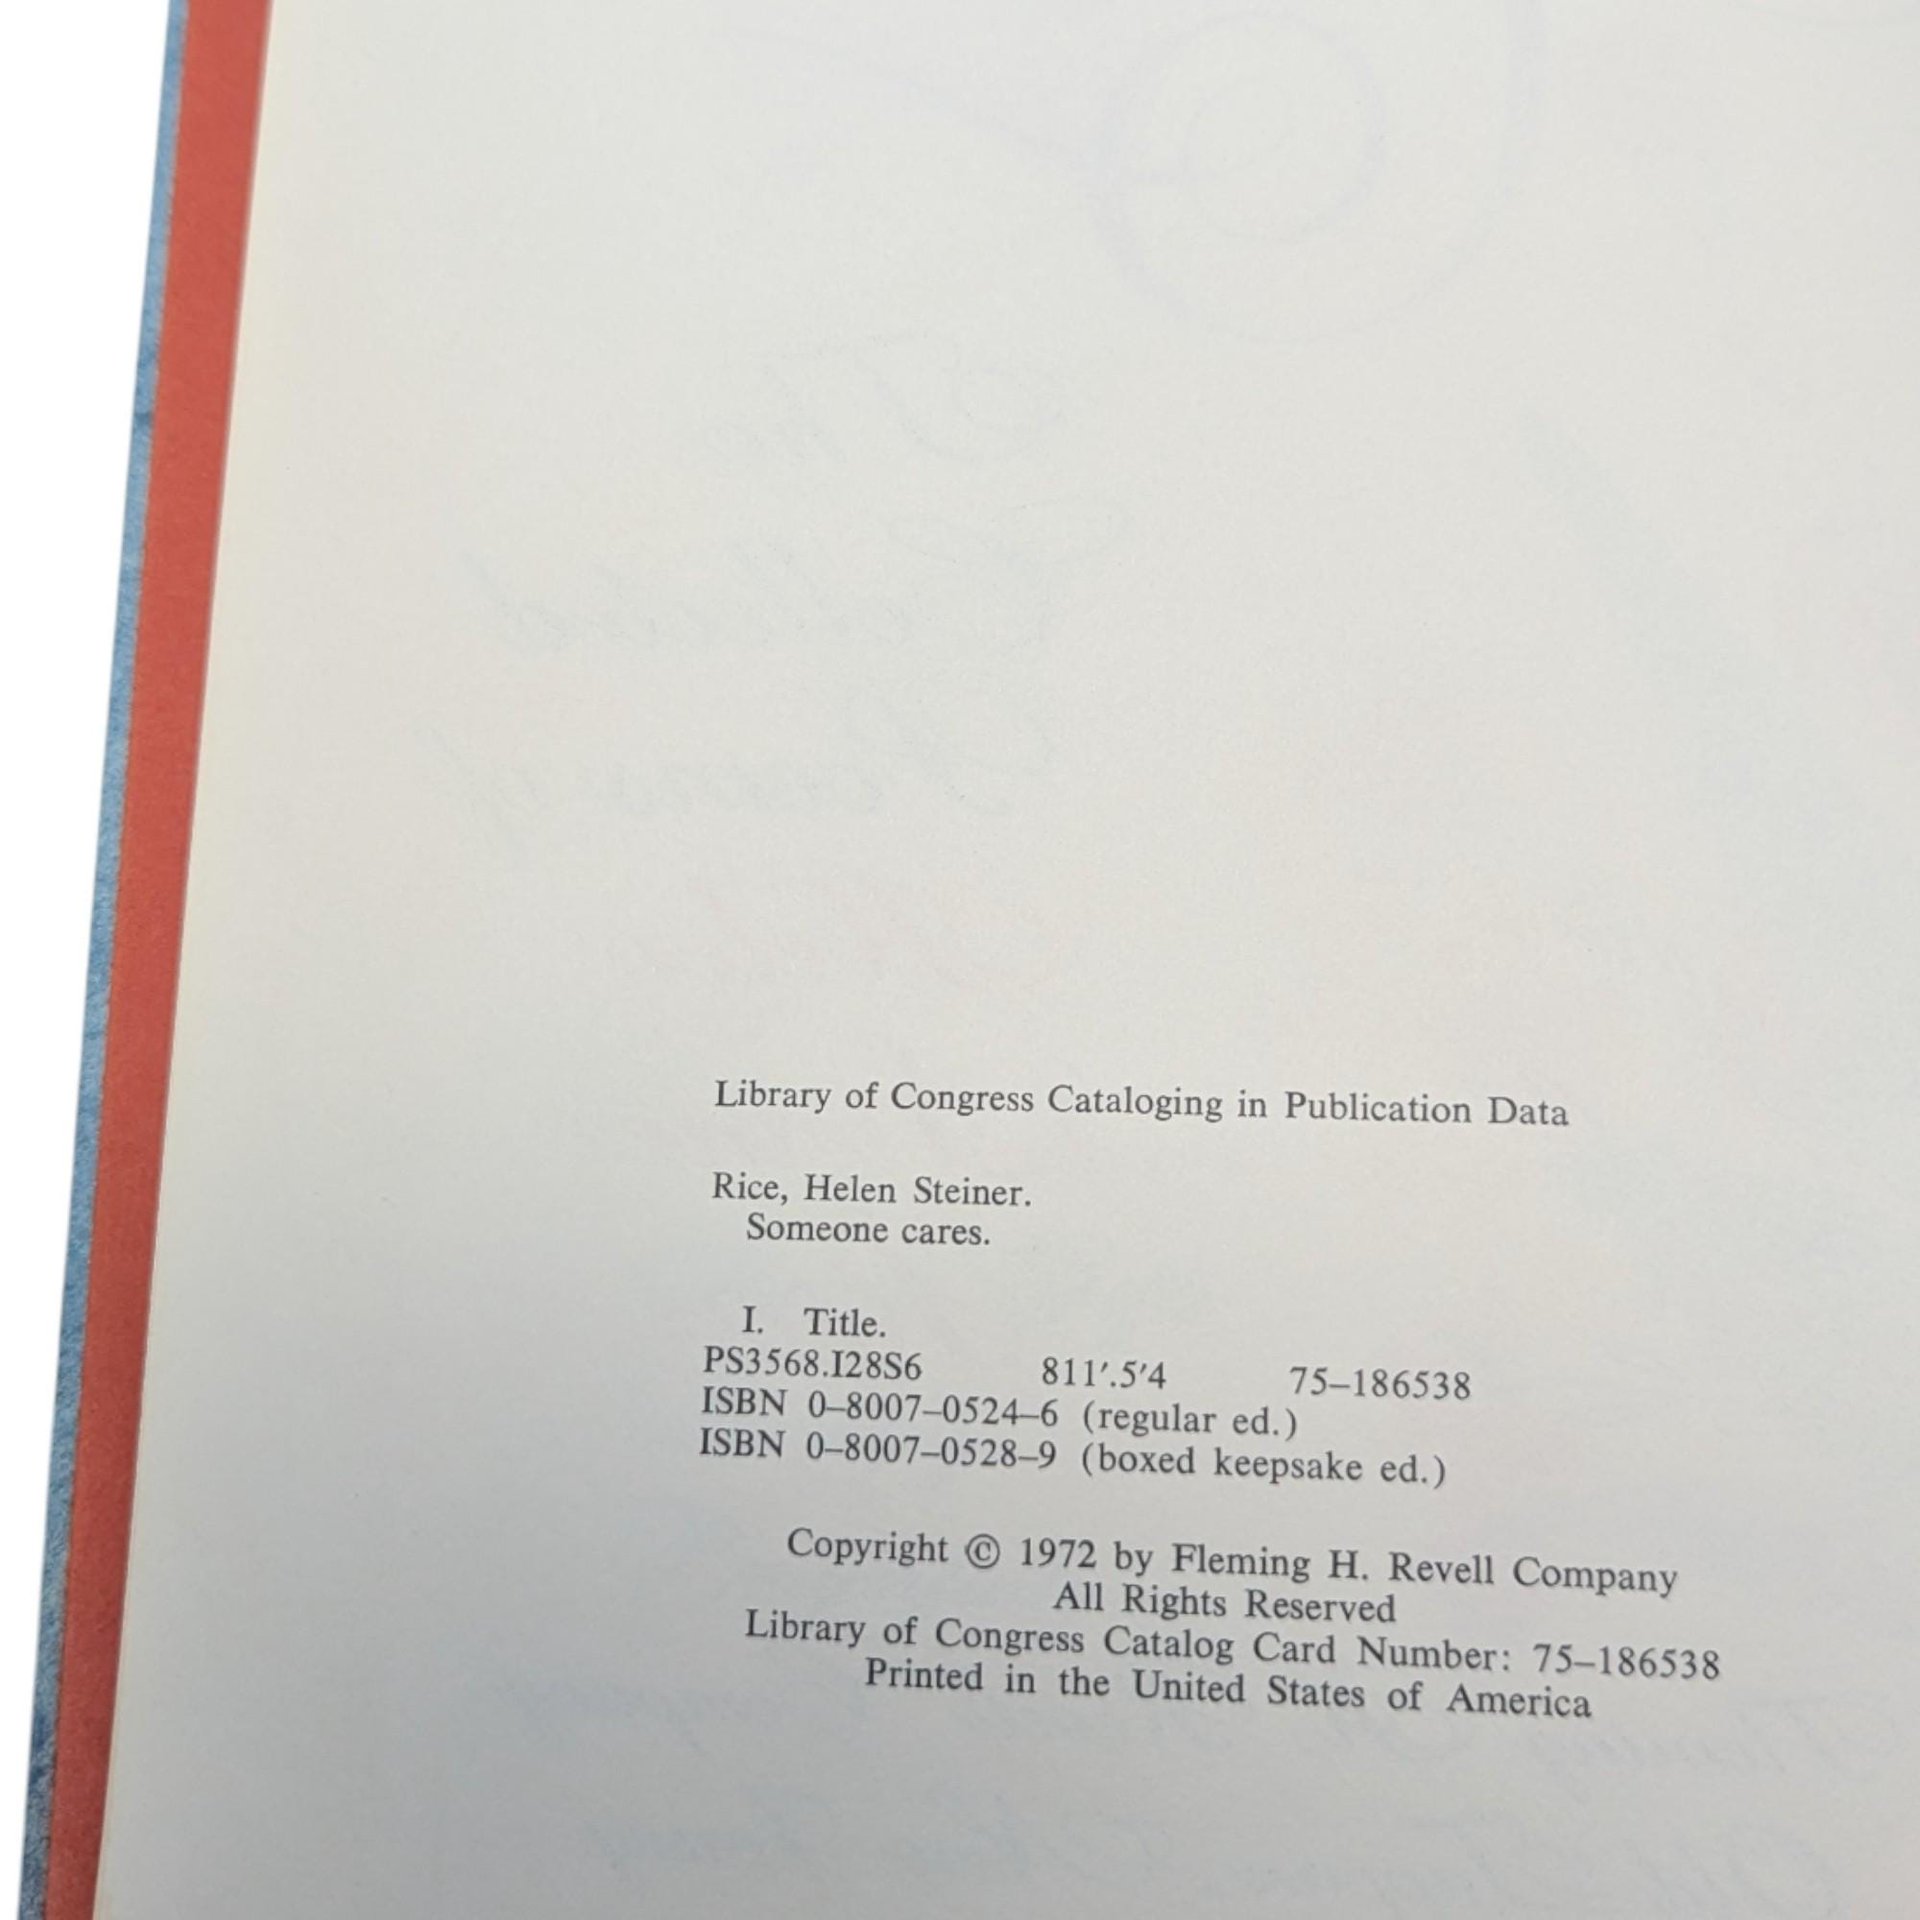 Library of Congress Cataloging in Publication Data
Rice, Helen Steiner.
Someone cares.
I. Title.
PS3568.I28S6 811′.5′4 75–186538
ISBN 0–8007–0524–6 (regular ed.)
ISBN 0–8007–0528–9 (boxed keepsake ed.)
Copyright © 1972 by Fleming H. Revell Company
All Rights Reserved
Library of Congress Catalog Card Number: 75–186538
Printed in the United States of America